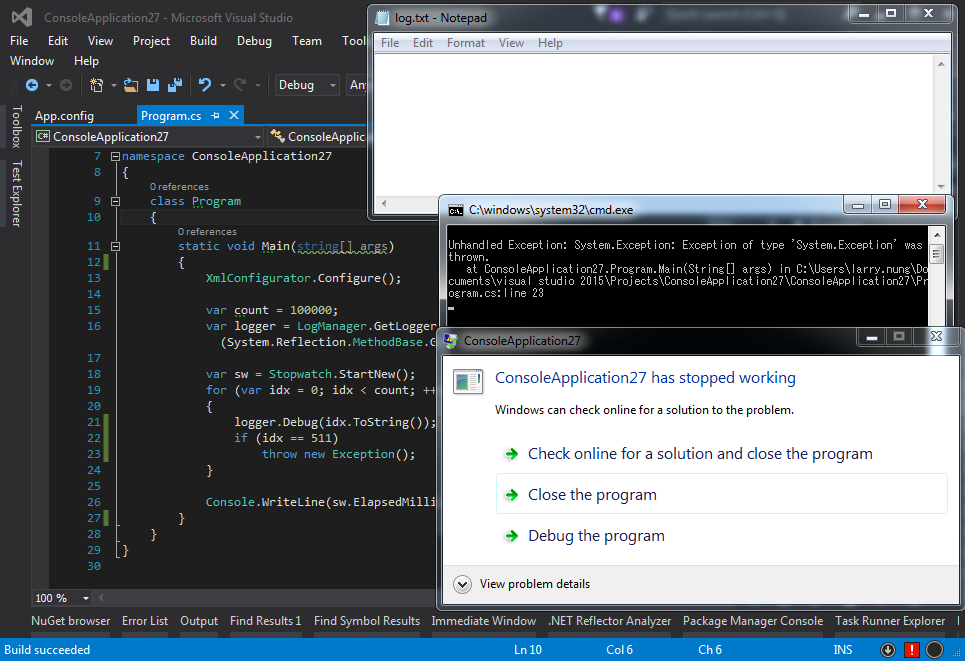 ConsoleApplication27 - Microsoft Visual Studio
File Edit View Project Build Debug Team
Window Help
Debug
App.config
Program.cs
ConsoleApplication27
7 namespace ConsoleApplication27
8 {
0 references
9 class Program
10 {
0 references
11 static void Main(string[] args)
12 {
13 XmlConfigurator.Configure();
14
15 var count = 100000;
16 var logger = LogManager.GetLogger
(System.Reflection.MethodBase.G
17
18 var sw = Stopwatch.StartNew();
19 for (var idx = 0; idx < count; ++
20 {
21 logger.Debug(idx.ToString());
22 if (idx == 511)
23 throw new Exception();
24 }
25
26 Console.WriteLine(sw.ElapsedMilli
27 }
28 }
29 }
30
100 %
Toolbox
Test Explorer
log.txt - Notepad
File Edit Format View Help
C:\windows\system32\cmd.exe
Unhandled Exception: System.Exception: Exception of type 'System.Exception' was
thrown.
at ConsoleApplication27.Program.Main(String[] args) in C:\Users\larry.nung\Do
cuments\visual studio 2015\Projects\ConsoleApplication27\ConsoleApplication27\Pr
ogram.cs:line 23
ConsoleApplication27
ConsoleApplication27 has stopped working
Windows can check online for a solution to the problem.
Check online for a solution and close the program
Close the program
Debug the program
View problem details
NuGet browser Error List Output Find Results 1 Find Symbol Results Immediate Window .NET Reflector Analyzer Package Manager Console Task Runner Explorer
Build succeeded
Ln 10 Col 6 Ch 6 INS